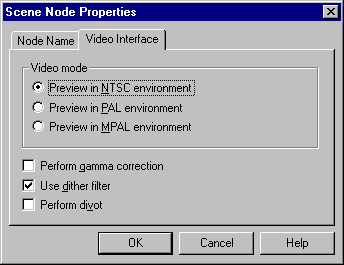 Scene Node Properties
Node Name
Video Interface
Video mode
Preview in NTSC environment
Preview in PAL environment
Preview in MPAL environment
Perform gamma correction
Use dither filter
Perform divot
OK
Cancel
Help